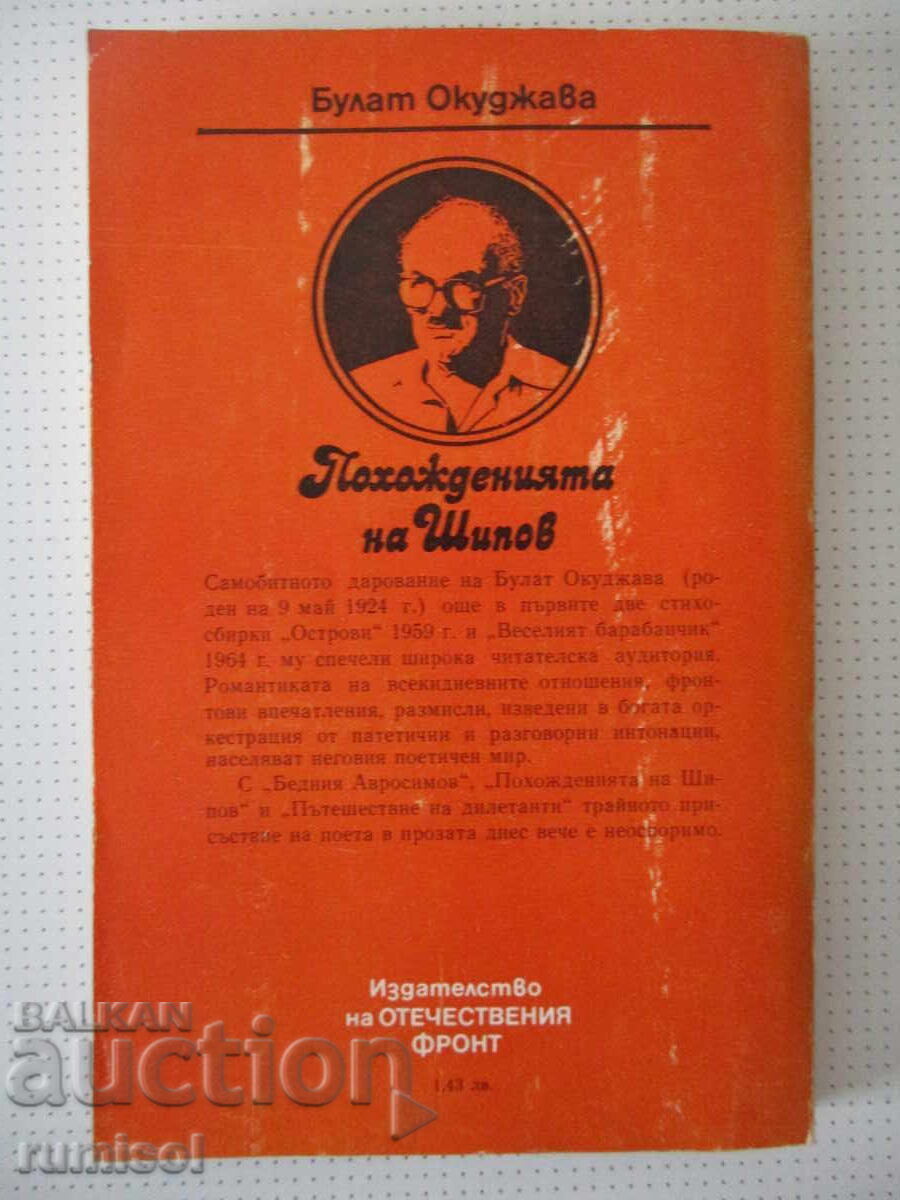 Булат Окуджава
Похожденията
на Шипов
Самобитното дарование на Булат Окуджава (ро-
ден на 9 май 1924 г.) още в първите две стихо-
сбирки „Острови“ 1959 г. и „Веселият барабанчик“
1964 г. му спечели широка читателска аудитория.
Романтиката на всекидневните отношения, фрон-
тови впечатления, размисли, изведени в богата ор-
кестрация от патетични и разговорни интонации,
населяват неговия поетичен мир.
С „Бедния Авросимов“, „Похожденията на Ши-
пов“ и „Пътешествие на дилетанти“ трайното при-
съствие на поета в прозата днес вече е неоспоримо.
Издателство
на ОТЕЧЕСТВЕНИЯ
ФРОНТ
1,43 лв.
BALKAN
auction
rumisol